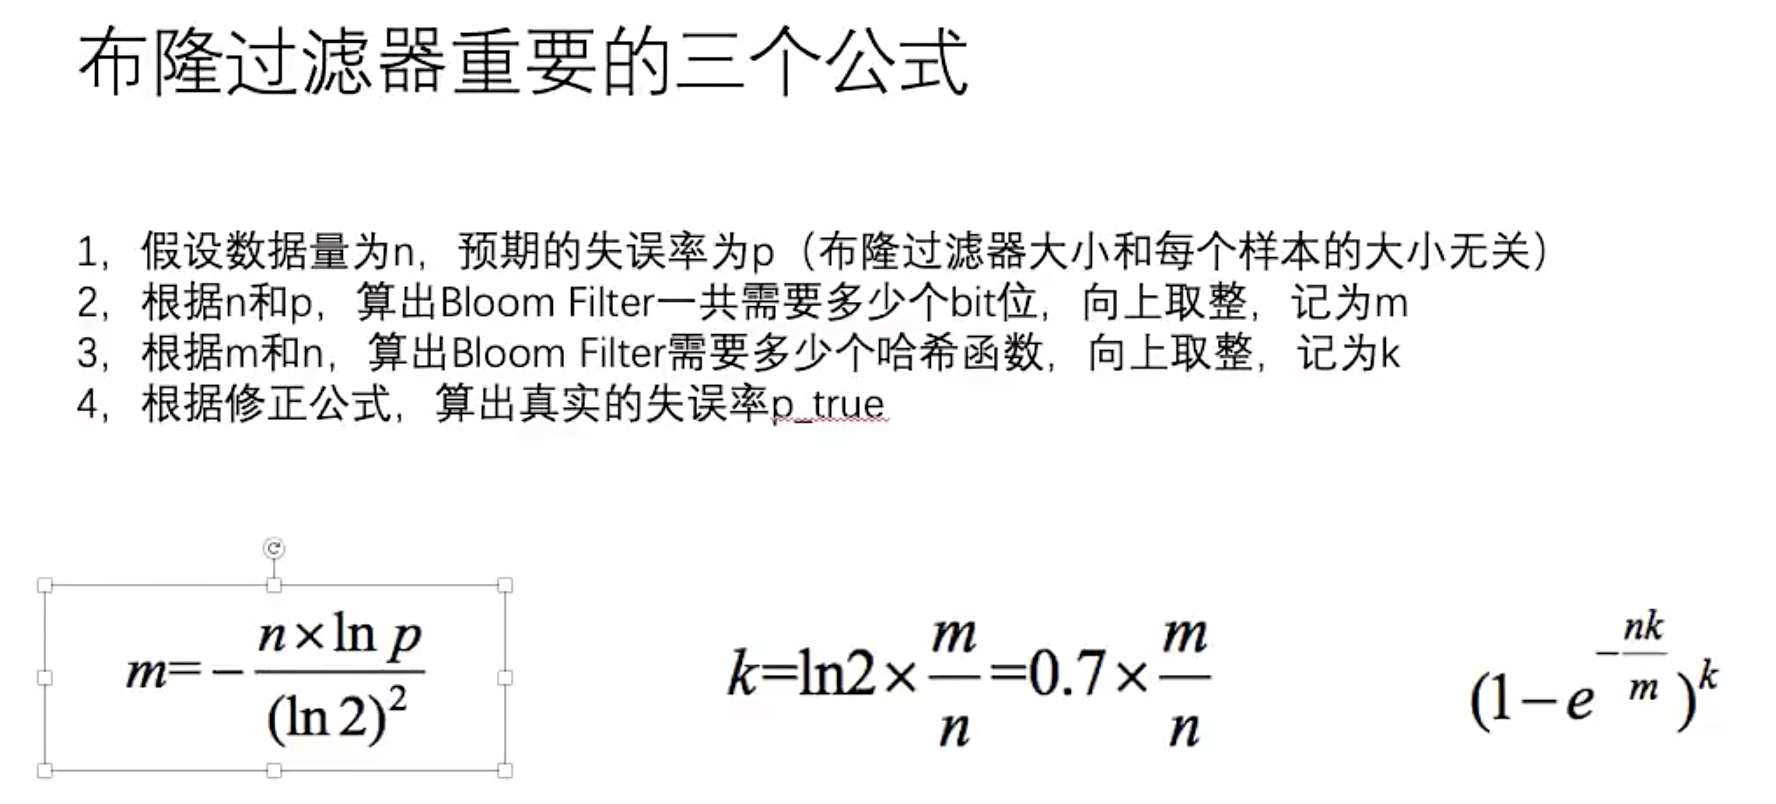 布隆过滤器重要的三个公式
1，假设数据量为n，预期的失误率为p（布隆过滤器大小和每个样本的大小无关）
2，根据n和p，算出Bloom Filter一共需要多少个bit位，向上取整，记为m
3，根据m和n，算出Bloom Filter需要多少个哈希函数，向上取整，记为k
4，根据修正公式，算出真实的失误率p_true
m=-\frac{n×ln p}{(ln 2)^2}
k=ln2×\frac{m}{n}=0.7×\frac{m}{n}
(1-e^{-\frac{nk}{m}})^k